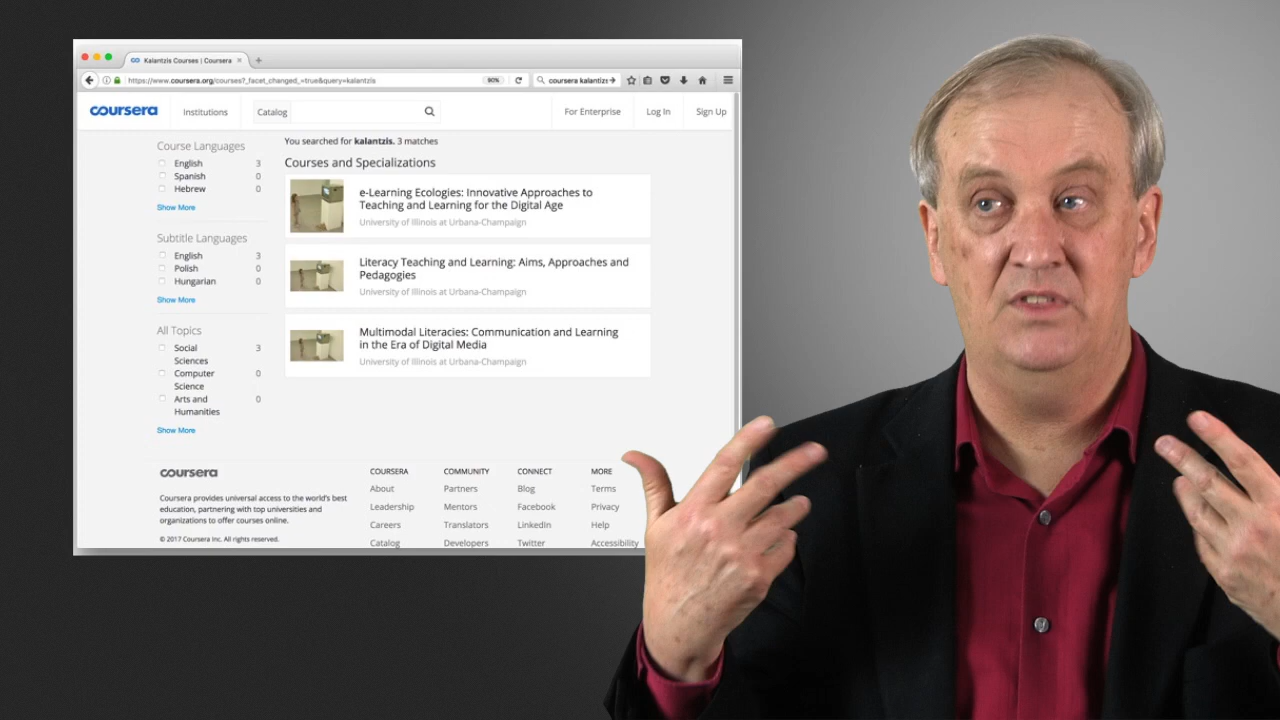 Kalantzis Courses | Coursera
https://www.coursera.org/courses?_facet_changed_=true&query=kalantzis
90%
coursera kalantzis
coursera
Institutions
Catalog
For Enterprise
Log In
Sign Up
Course Languages
English 3
Spanish 0
Hebrew 0
Show More
Subtitle Languages
English 3
Polish 0
Hungarian 0
Show More
All Topics
Social 3
Sciences
Computer 0
Science
Arts and 0
Humanities
Show More
You searched for kalantzis. 3 matches
Courses and Specializations
e-Learning Ecologies: Innovative Approaches to
Teaching and Learning for the Digital Age
University of Illinois at Urbana-Champaign
Literacy Teaching and Learning: Aims, Approaches and
Pedagogies
University of Illinois at Urbana-Champaign
Multimodal Literacies: Communication and Learning
in the Era of Digital Media
University of Illinois at Urbana-Champaign
coursera
Coursera provides universal access to the world's best
education, partnering with top universities and
organizations to offer courses online.
© 2017 Coursera Inc. All rights reserved.
COURSERA
About
Leadership
Careers
Catalog
COMMUNITY
Partners
Mentors
Translators
Developers
CONNECT
Blog
Facebook
LinkedIn
Twitter
MORE
Terms
Privacy
Help
Accessibility